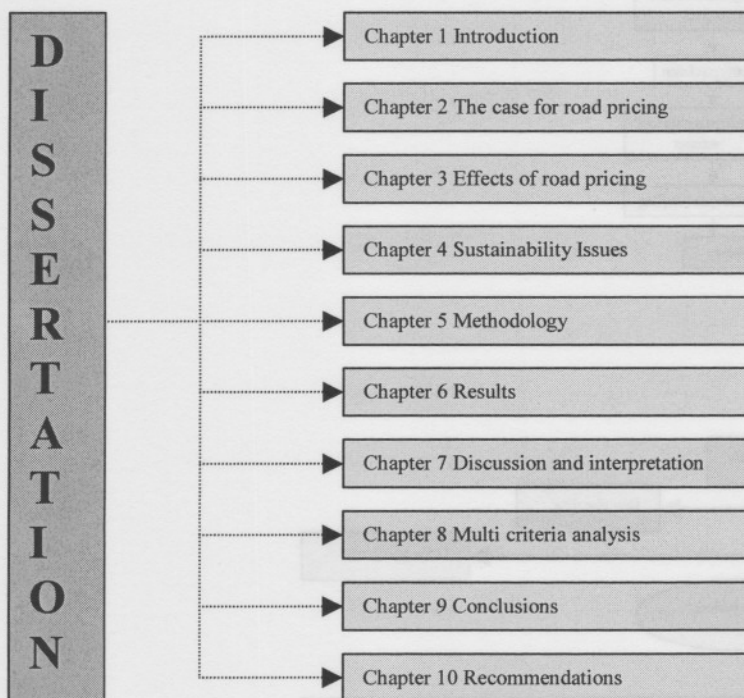 DISSERTATION
Chapter 1 Introduction
Chapter 2 The case for road pricing
Chapter 3 Effects of road pricing
Chapter 4 Sustainability Issues
Chapter 5 Methodology
Chapter 6 Results
Chapter 7 Discussion and interpretation
Chapter 8 Multi criteria analysis
Chapter 9 Conclusions
Chapter 10 Recommendations